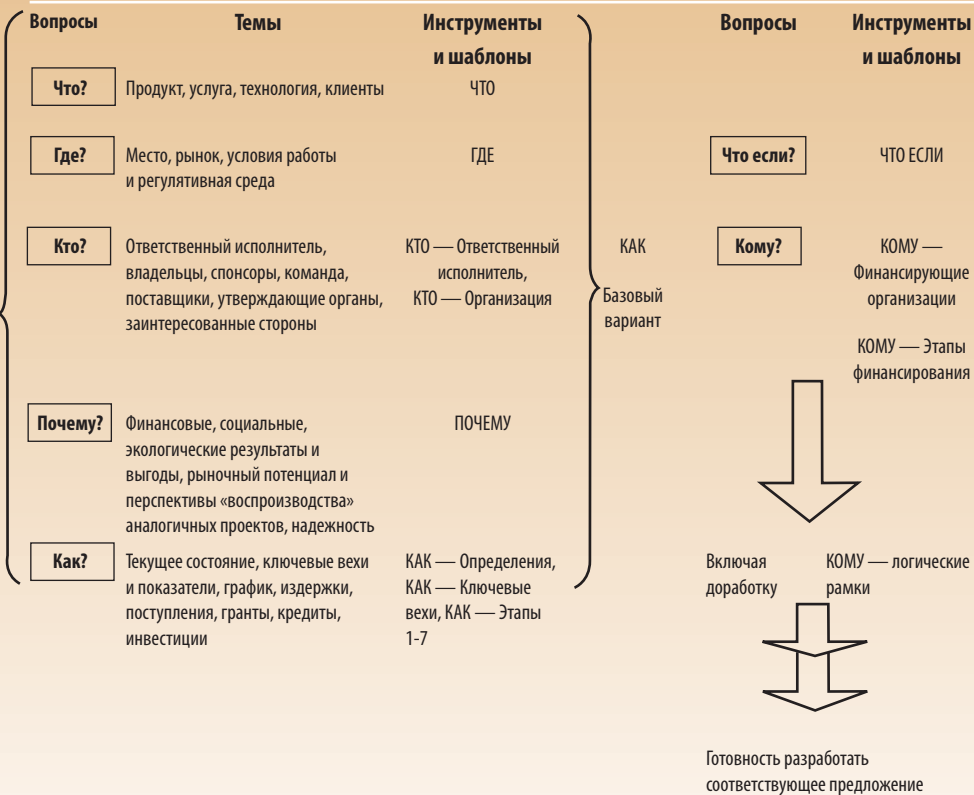 Вопросы
Темы
Инструменты
и шаблоны
Что?
Продукт, услуга, технология, клиенты
ЧТО
Где?
Место, рынок, условия работы
и регулятивная среда
ГДЕ
Кто?
Ответственный исполнитель,
владельцы, спонсоры, команда,
поставщики, утверждающие органы,
заинтересованные стороны
КТО — Ответственный
исполнитель,
КТО — Организация
Почему?
Финансовые, социальные,
экологические результаты и
выгоды, рыночный потенциал и
перспективы «воспроизводства»
аналогичных проектов, надежность
ПОЧЕМУ
Как?
Текущее состояние, ключевые вехи
и показатели, график, издержки,
поступления, гранты, кредиты,
инвестиции
КАК — Определения,
КАК — Ключевые
вехи, КАК — Этапы
1-7
КАК
Базовый
вариант
Вопросы
Инструменты
и шаблоны
Что если?
ЧТО ЕСЛИ
Кому?
КОМУ —
Финансирующие
организации
КОМУ — Этапы
финансирования
Включая
доработку
КОМУ — логические
рамки
Готовность разработать
соответствующее предложение